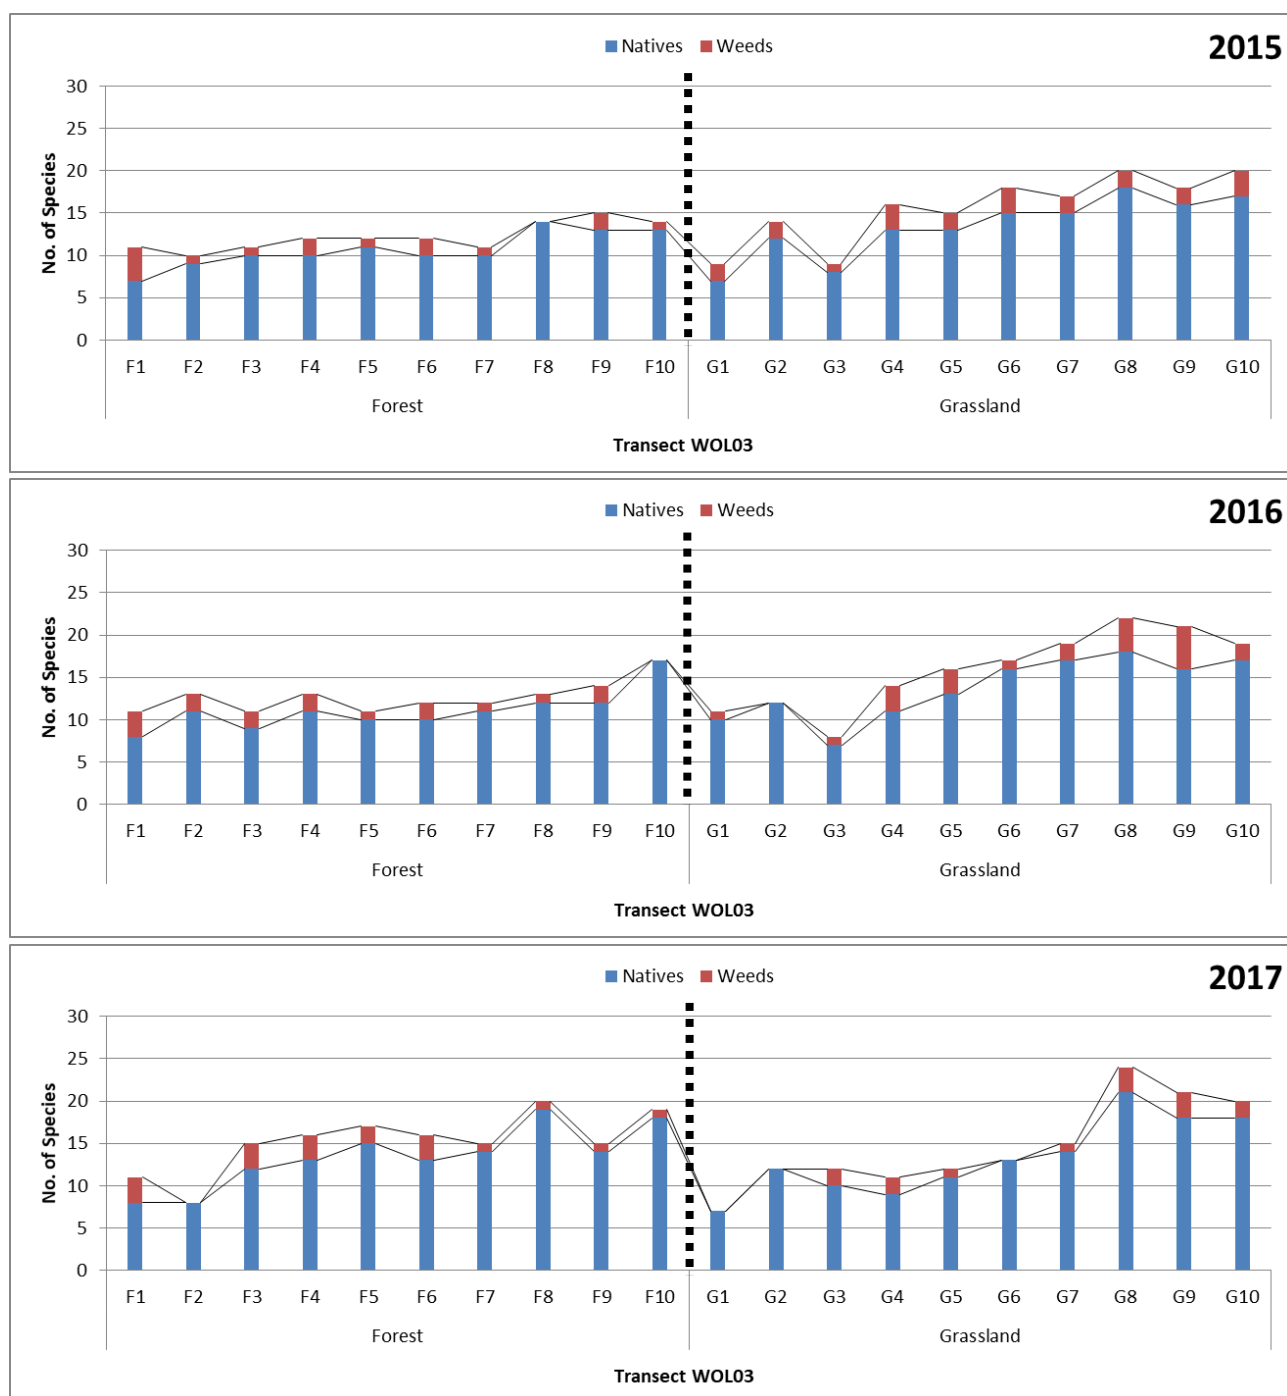 Natives Weeds 2015
30
25
20
15
10
5
0
No. of Species
F1 F2 F3 F4 F5 F6 F7 F8 F9 F10 G1 G2 G3 G4 G5 G6 G7 G8 G9 G10
Forest Grassland
Transect WOL03
Natives Weeds 2016
30
25
20
15
10
5
0
No. of Species
F1 F2 F3 F4 F5 F6 F7 F8 F9 F10 G1 G2 G3 G4 G5 G6 G7 G8 G9 G10
Forest Grassland
Transect WOL03
Natives Weeds 2017
30
25
20
15
10
5
0
No. of Species
F1 F2 F3 F4 F5 F6 F7 F8 F9 F10 G1 G2 G3 G4 G5 G6 G7 G8 G9 G10
Forest Grassland
Transect WOL03